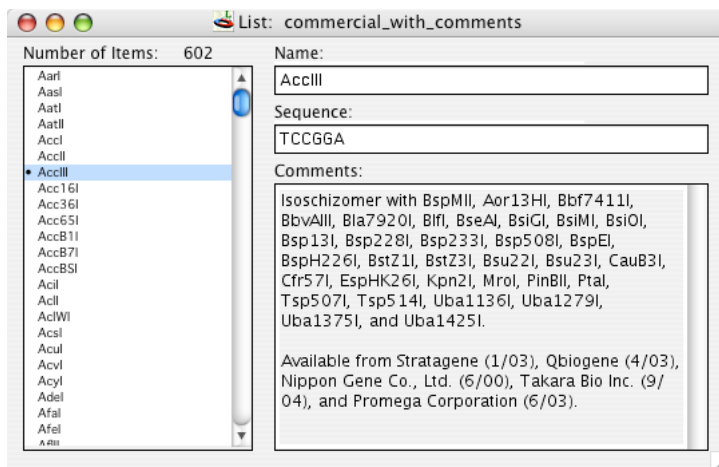 List: commercial_with_comments
Number of Items: 602
AarI
AasI
AatI
AatII
AccI
AccII
• AccIII
Acc16I
Acc36I
Acc65I
AccB1I
AccB7I
AccBSI
AciI
AclI
AclWI
AcsI
AcuI
AcvI
AcyI
AdeI
AfaI
AfeI
AflII
Name:
AccIII
Sequence:
TCCGGA
Comments:
Isoschizomer with BspMII, Aor13HI, Bbf7411I,
BbvAIII, Bla7920I, BlfI, BseAI, BsiGI, BsiMI, BsiOI,
Bsp13I, Bsp228I, Bsp233I, Bsp508I, BspEI,
BspH226I, BstZ1I, BstZ3I, Bsu22I, Bsu23I, CauB3I,
Cfr57I, EspHK26I, Kpn2I, MroI, PinBII, PtaI,
Tsp507I, Tsp514I, Uba1136I, Uba1279I,
Uba1375I, and Uba1425I.
Available from Stratagene (1/03), Qbiogene (4/03),
Nippon Gene Co., Ltd. (6/00), Takara Bio Inc. (9/
04), and Promega Corporation (6/03).